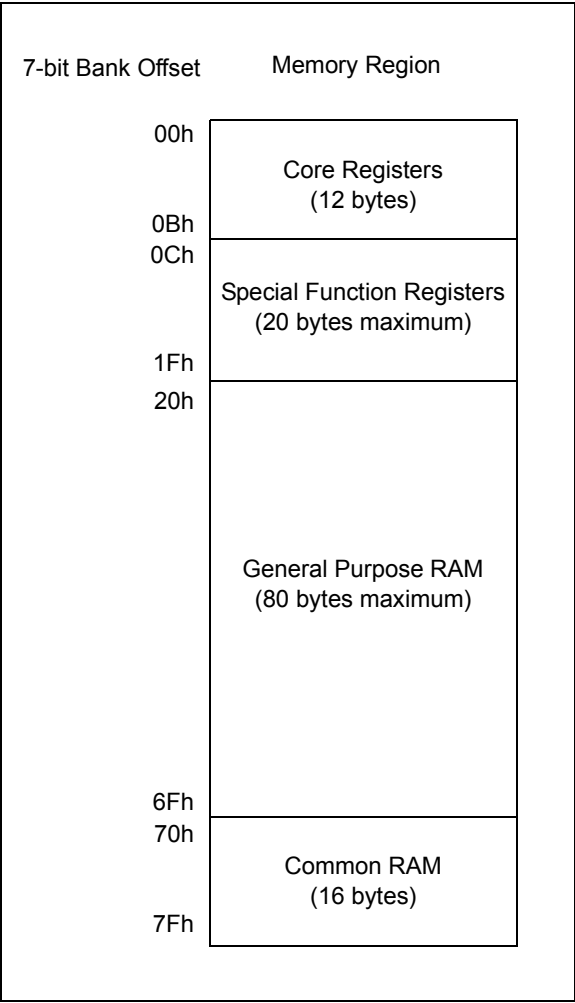 7-bit Bank Offset Memory Region
00h
Core Registers
(12 bytes)
0Bh
0Ch
Special Function Registers
(20 bytes maximum)
1Fh
20h
General Purpose RAM
(80 bytes maximum)
6Fh
70h
Common RAM
(16 bytes)
7Fh